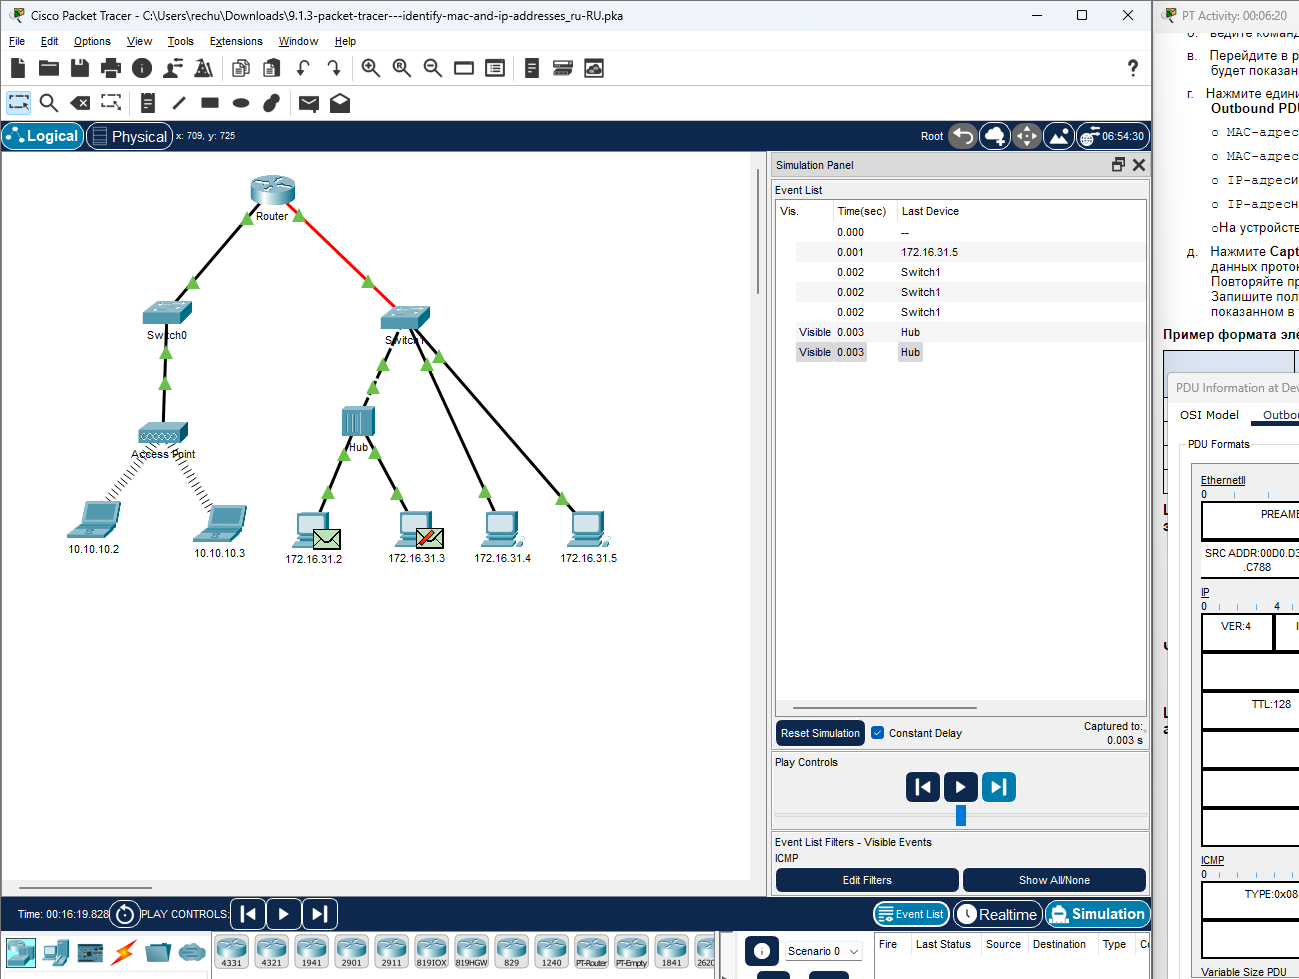 Cisco Packet Tracer - C:\Users\rechu\Downloads\9.1.3-packet-tracer---identify-mac-and-ip-addresses_ru-RU.pka
File Edit Options View Tools Extensions Window Help
Logical Physical x: 709, y: 725
Root 06:54:30
Router
Switch0
Switch1
Access Point
Hub
10.10.10.2
10.10.10.3
172.16.31.2
172.16.31.3
172.16.31.4
172.16.31.5
Simulation Panel
Event List
Vis. Time(sec) Last Device
0.000 --
0.001 172.16.31.5
0.002 Switch1
0.002 Switch1
0.002 Switch1
Visible 0.003 Hub
Visible 0.003 Hub
Reset Simulation Constant Delay Captured to:
0.003 s
Play Controls
Event List Filters - Visible Events
ICMP
Edit Filters Show All/None
Time: 00:16:19.828 PLAY CONTROLS:
Event List Realtime Simulation
4331 4321 1941 2901 2911 819IOX 819HGW 829 1240 PT-Router PT-Empty 1841 2620
Scenario 0
Fire Last Status Source Destination Type Co
PT Activity: 00:06:20
в. Перейдите в р
будет показан
г. Нажмите едини
Outbound PDU
o MAC-адрес
o MAC-адрес
o IP-адреси
o IP-адресн
oНа устройств
д. Нажмите Capt
данных прото
Повторяйте пр
Запишите пол
показанном в
Пример формата эле
PDU Information at Dev
OSI Model Outbou
PDU Formats
EthernetII
0
PREAMB
SRC ADDR:00D0.D3
.C788
IP
0 4
VER:4 I
TTL:128
ICMP
0
TYPE:0x08
Variable Size PDU